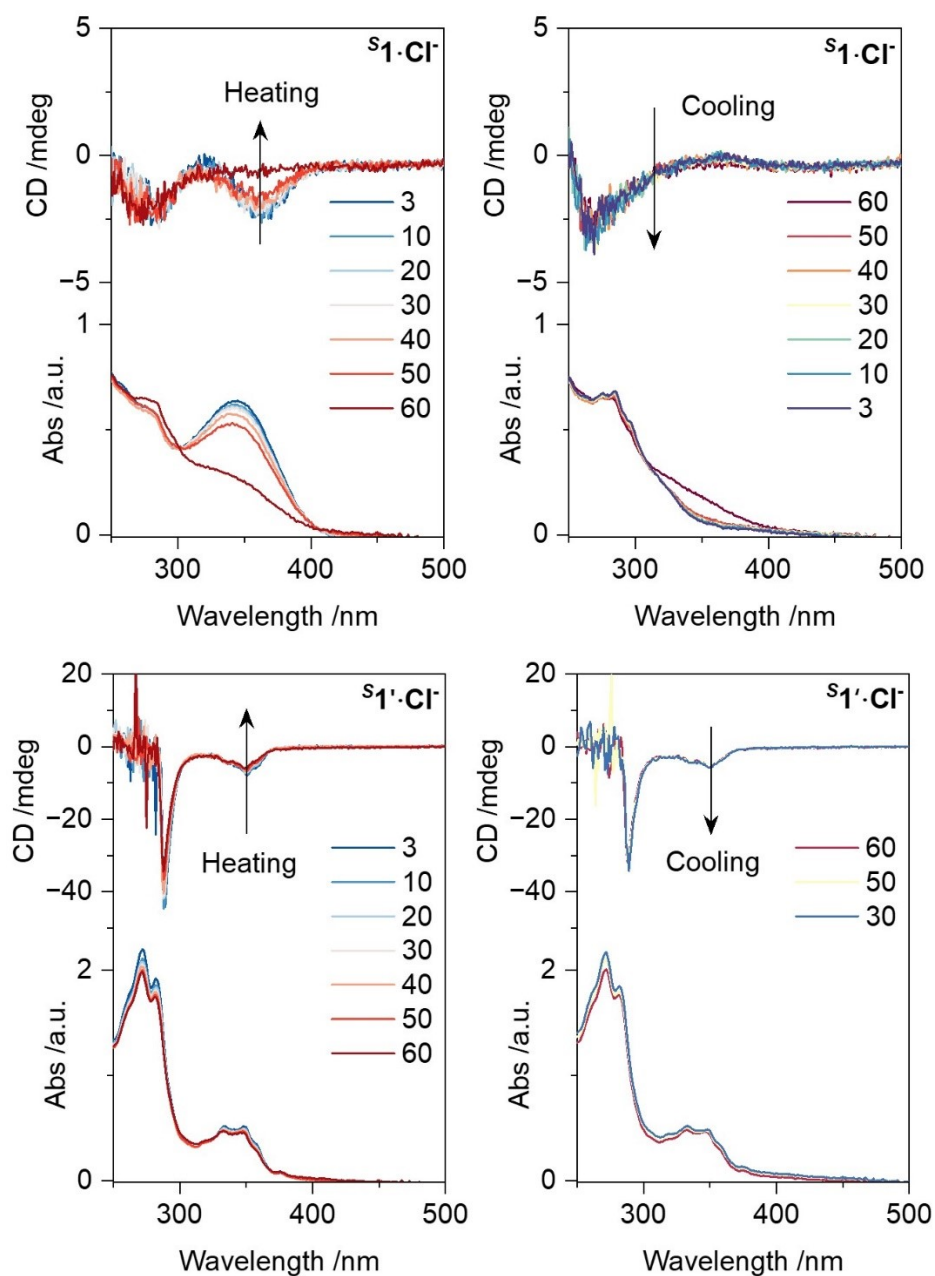 5
0
−5
CD /mdeg
ˢ1·Cl⁻
Heating
3
10
20
30
40
50
60
1
0
Abs /a.u.
300
400
500
Wavelength /nm
5
0
−5
CD /mdeg
ˢ1·Cl⁻
Cooling
60
50
40
30
20
10
3
1
0
Abs /a.u.
300
400
500
Wavelength /nm
20
0
−20
−40
CD /mdeg
ˢ1'·Cl⁻
Heating
3
10
20
30
40
50
60
2
0
Abs /a.u.
300
400
500
Wavelength /nm
20
0
−20
−40
CD /mdeg
ˢ1′·Cl⁻
Cooling
60
50
30
2
0
Abs /a.u.
300
400
500
Wavelength /nm